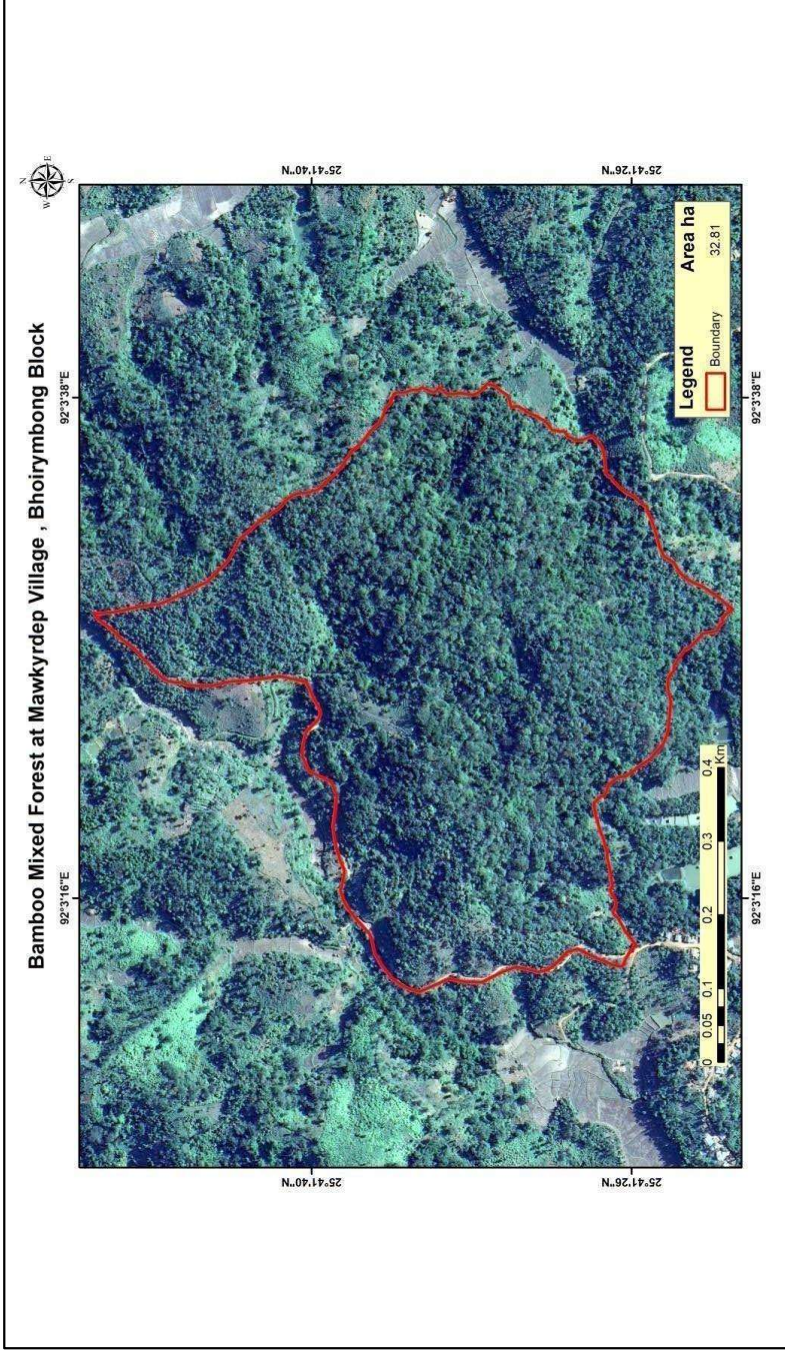 Bamboo Mixed Forest at Mawkyrdep Village , Bhoirymbong Block
N
W
E
S
92°3'16"E
92°3'38"E
25°41'40"N
25°41'40"N
25°41'26"N
25°41'26"N
Legend
Area ha
Boundary
32.81
0 0.05 0.1 0.2 0.3 0.4
Km
92°3'16"E
92°3'38"E